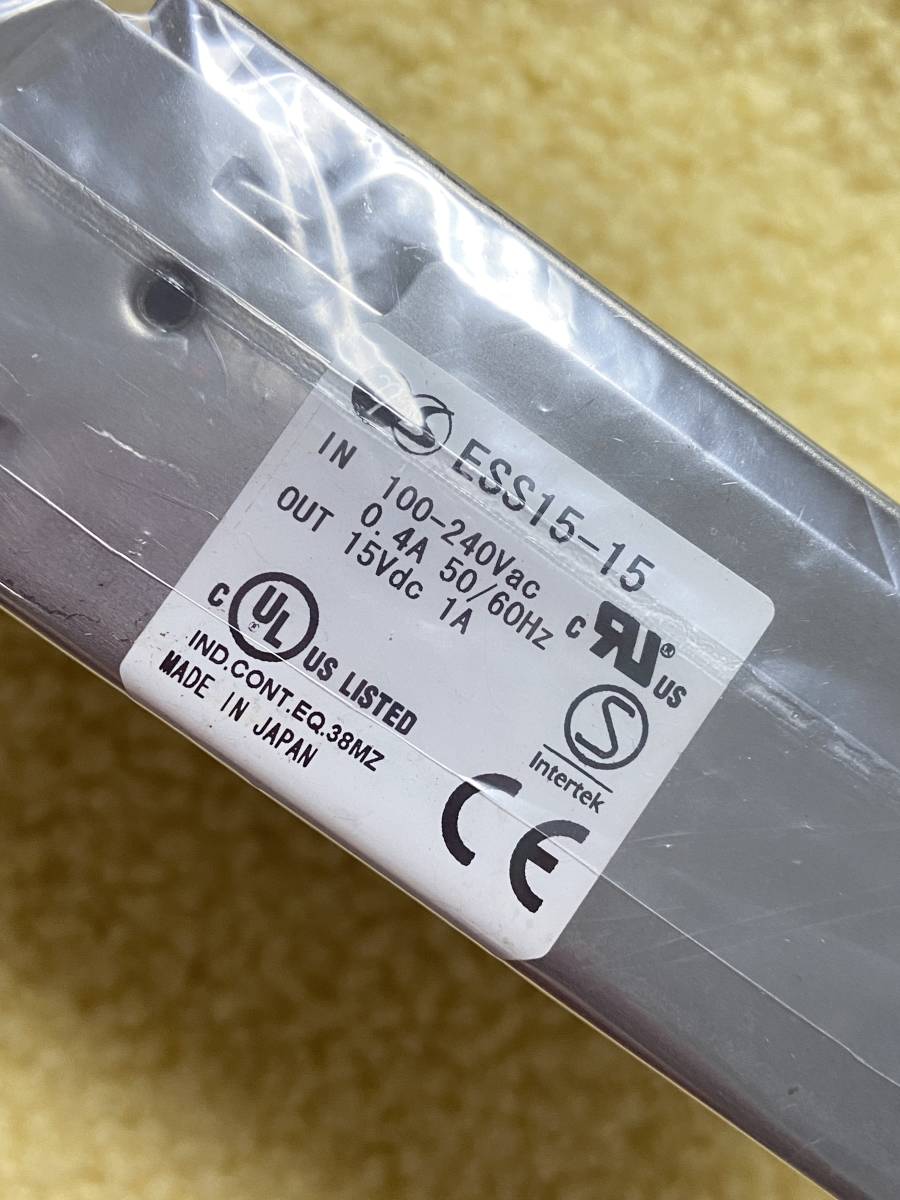 ESS15-15
IN 100-240Vac
0.4A 50/60Hz
OUT 15Vdc 1A
C UL US LISTED
IND.CONT.EQ.38MZ
MADE IN JAPAN
C RU US
S
Intertek
CE